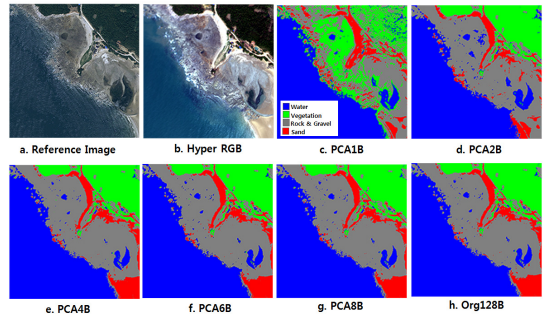 a. Reference Image
b. Hyper RGB
Water
Vegetation
Rock & Gravel
Sand
c. PCA1B
d. PCA2B
e. PCA4B
f. PCA6B
g. PCA8B
h. Org128B